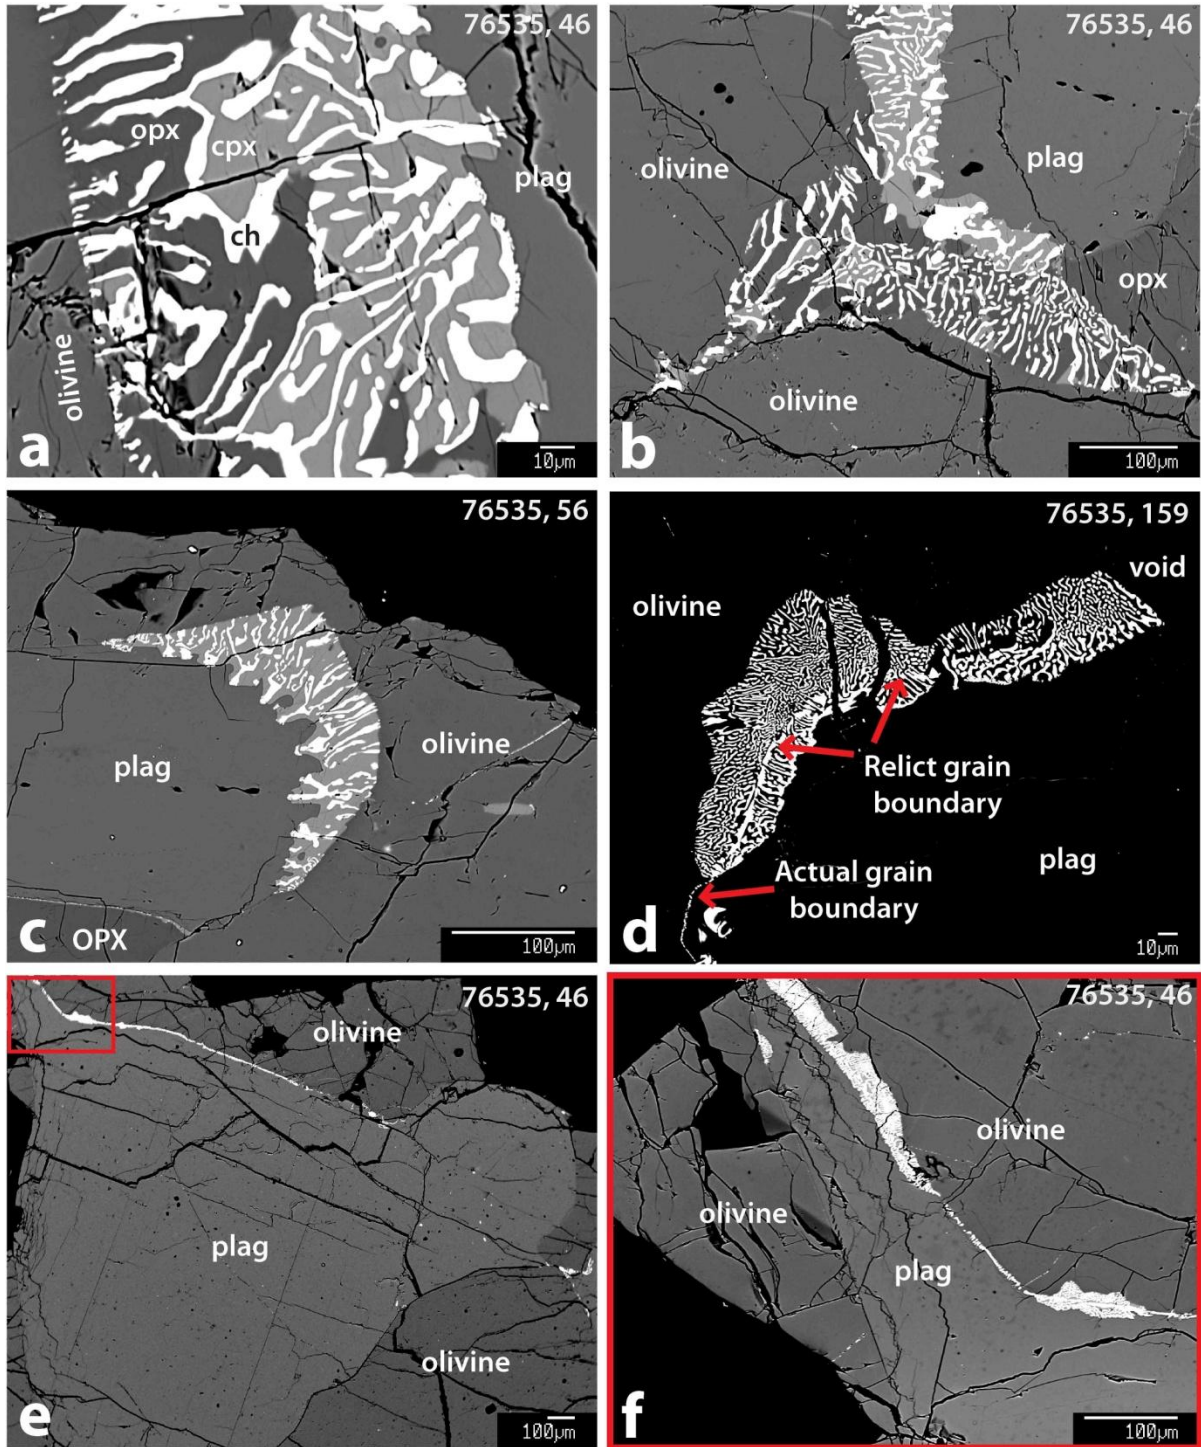 76535, 46
opx
cpx
plag
ch
olivine
a
10µm
76535, 46
olivine
plag
opx
olivine
b
100µm
76535, 56
plag
olivine
OPX
c
100µm
76535, 159
void
olivine
Relict grain
boundary
Actual grain
boundary
plag
d
10µm
76535, 46
olivine
plag
olivine
e
100µm
76535, 46
olivine
olivine
plag
f
100µm